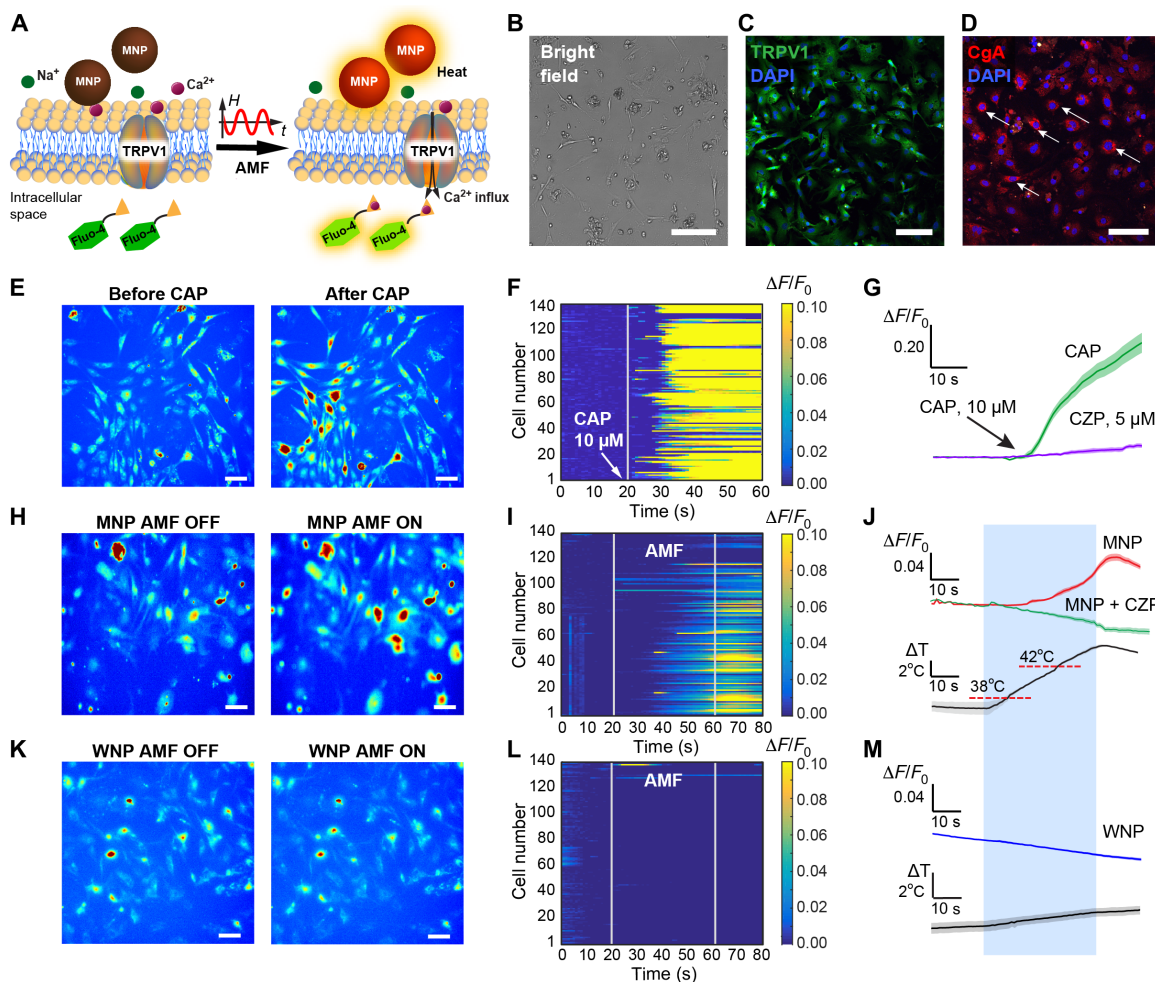 A
MNP
MNP
Na⁺
Ca²⁺
TRPV1
Intracellular
space
Fluo-4
Fluo-4
H
t
AMF
MNP
MNP
Heat
TRPV1
Ca²⁺ influx
Fluo-4
Fluo-4
B
Bright
field
C
TRPV1
DAPI
D
CgA
DAPI
E
Before CAP
After CAP
F
Cell number
140
120
100
80
60
40
20
1
CAP
10 µM
0 10 20 30 40 50 60
Time (s)
ΔF/F₀
0.10
0.08
0.06
0.04
0.02
0.00
G
ΔF/F₀
0.20
10 s
CAP
CAP, 10 µM
CZP, 5 µM
H
MNP AMF OFF
MNP AMF ON
I
Cell number
140
120
100
80
60
40
20
1
AMF
0 10 20 30 40 50 60 70 80
Time (s)
ΔF/F₀
0.10
0.08
0.06
0.04
0.02
0.00
J
ΔF/F₀
0.04
10 s
MNP
MNP + CZP
ΔT
2°C
10 s
38°C
42°C
K
WNP AMF OFF
WNP AMF ON
L
Cell number
140
120
100
80
60
40
20
1
AMF
0 10 20 30 40 50 60 70 80
Time (s)
ΔF/F₀
0.10
0.08
0.06
0.04
0.02
0.00
M
ΔF/F₀
0.04
10 s
WNP
ΔT
2°C
10 s